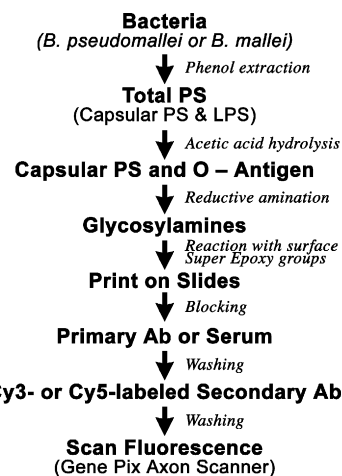 Bacteria
(B. pseudomallei or B. mallei)
Phenol extraction
Total PS
(Capsular PS & LPS)
Acetic acid hydrolysis
Capsular PS and O – Antigen
Reductive amination
Glycosylamines
Reaction with surface
Super Epoxy groups
Print on Slides
Blocking
Primary Ab or Serum
Washing
Cy3- or Cy5-labeled Secondary Ab
Washing
Scan Fluorescence
(Gene Pix Axon Scanner)